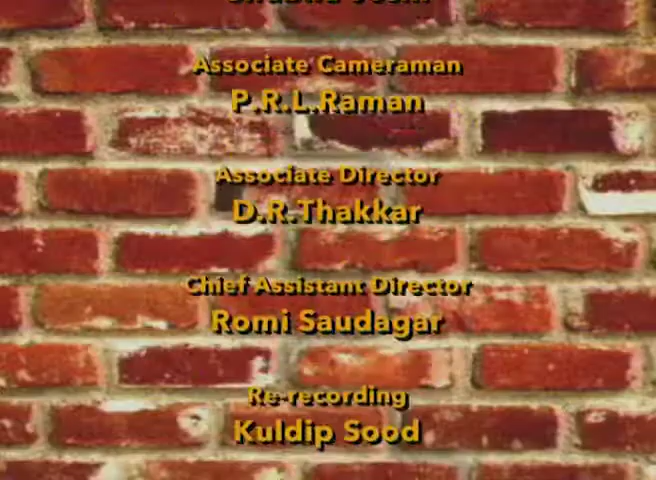 Associate Cameraman
P.R.L.Raman
Associate Director
D.R.Thakkar
Chief Assistant Director
Romi Saudagar
Re-recording
Kuldip Sood